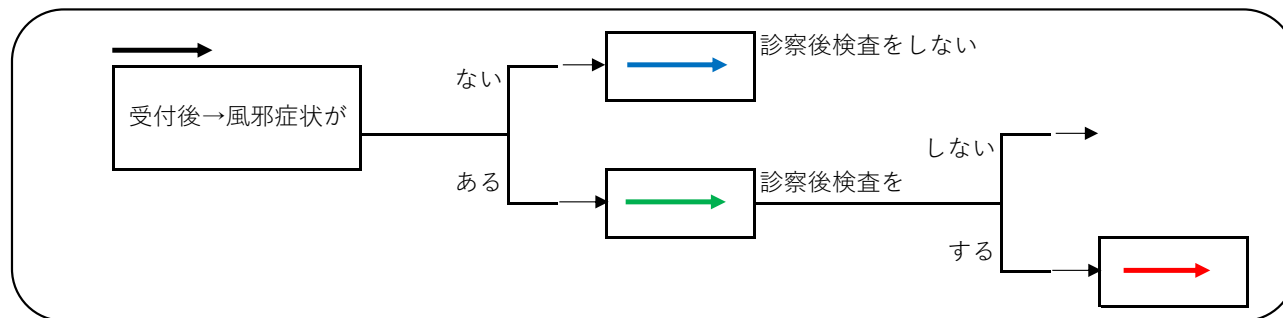 診察後検査をしない
ない
受付後→風邪症状が
しない
ある
診察後検査を
する